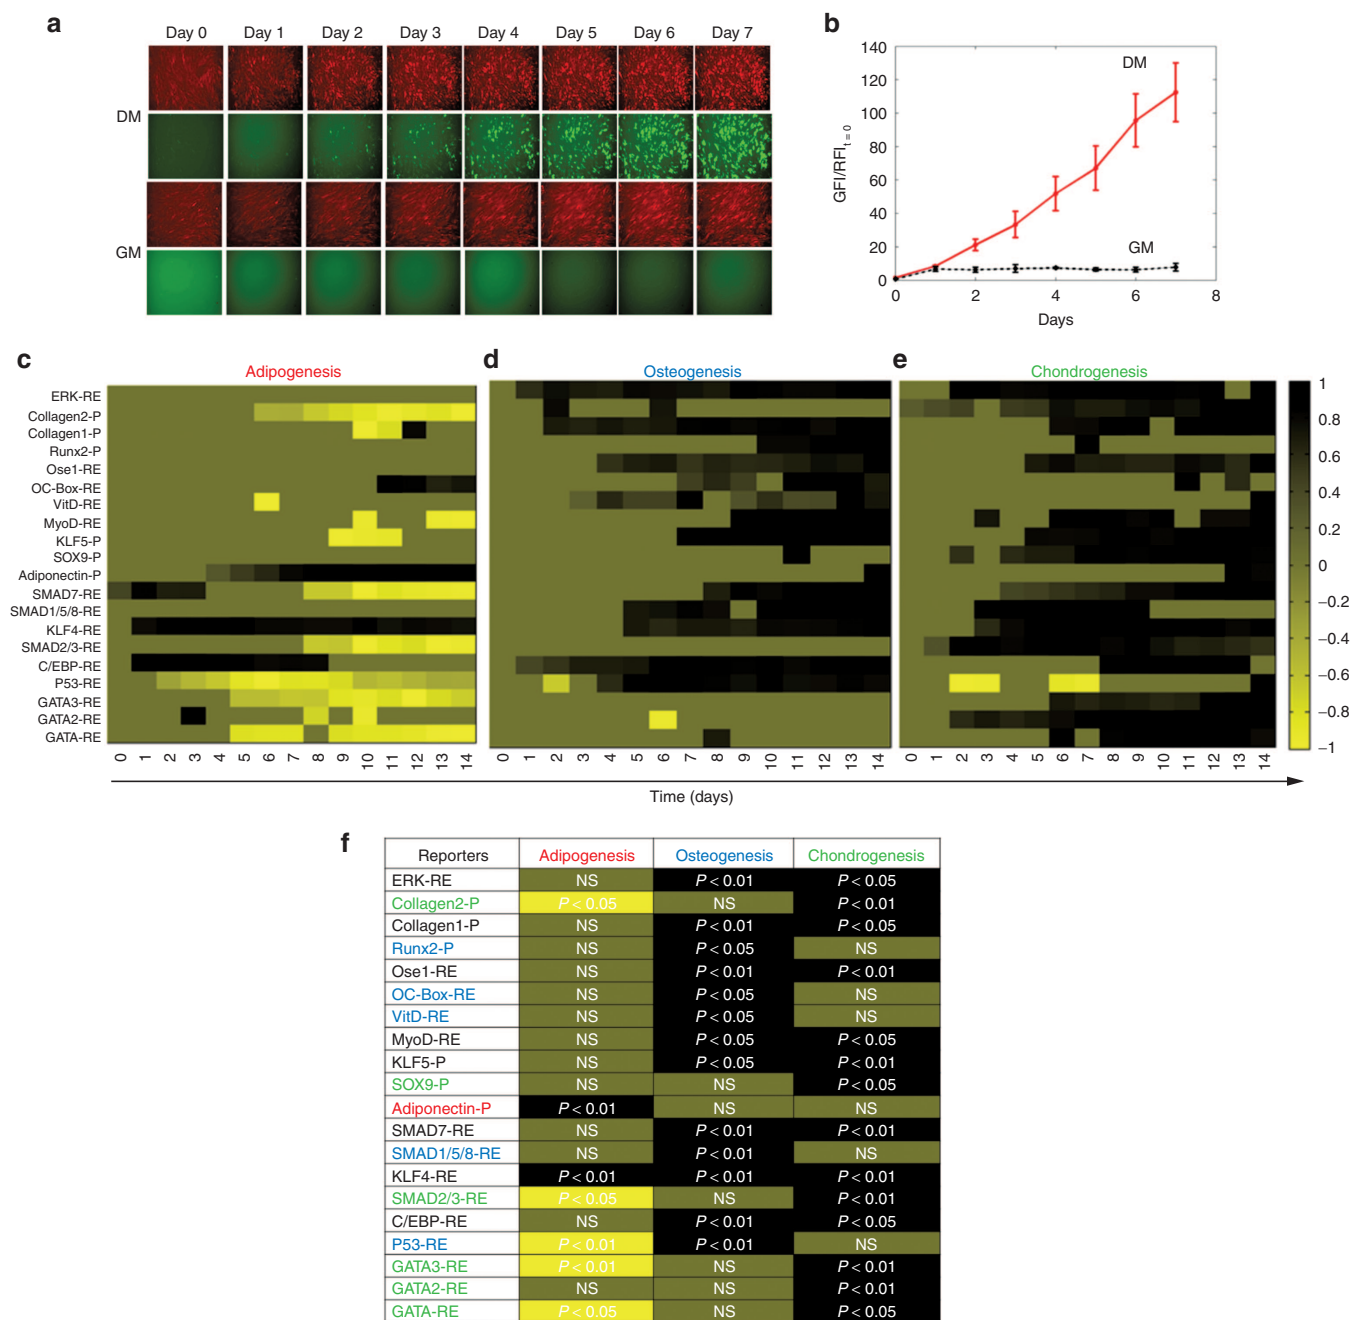 a
Day 0 Day 1 Day 2 Day 3 Day 4 Day 5 Day 6 Day 7
DM
GM
b
140
120
100
80
60
40
20
0
GFI/RFI t = 0
DM
GM
0 2 4 6 8
Days
c
Adipogenesis
d
Osteogenesis
e
Chondrogenesis
ERK-RE
Collagen2-P
Collagen1-P
Runx2-P
Ose1-RE
OC-Box-RE
VitD-RE
MyoD-RE
KLF5-P
SOX9-P
Adiponectin-P
SMAD7-RE
SMAD1/5/8-RE
KLF4-RE
SMAD2/3-RE
C/EBP-RE
P53-RE
GATA3-RE
GATA2-RE
GATA-RE
1
0.8
0.6
0.4
0.2
0
−0.2
−0.4
−0.6
−0.8
−1
0 1 2 3 4 5 6 7 8 9 10 11 12 13 14
0 1 2 3 4 5 6 7 8 9 10 11 12 13 14
0 1 2 3 4 5 6 7 8 9 10 11 12 13 14
Time (days)
f
Reporters Adipogenesis Osteogenesis Chondrogenesis
ERK-RE NS P < 0.01 P < 0.05
Collagen2-P P < 0.05 NS P < 0.01
Collagen1-P NS P < 0.01 P < 0.05
Runx2-P NS P < 0.05 NS
Ose1-RE NS P < 0.01 P < 0.01
OC-Box-RE NS P < 0.05 NS
VitD-RE NS P < 0.05 NS
MyoD-RE NS P < 0.05 P < 0.05
KLF5-P NS P < 0.05 P < 0.01
SOX9-P NS NS P < 0.05
Adiponectin-P P < 0.01 NS NS
SMAD7-RE NS P < 0.01 P < 0.01
SMAD1/5/8-RE NS P < 0.01 NS
KLF4-RE P < 0.01 P < 0.01 P < 0.01
SMAD2/3-RE P < 0.05 NS P < 0.01
C/EBP-RE NS P < 0.01 P < 0.05
P53-RE P < 0.01 P < 0.01 NS
GATA3-RE P < 0.01 NS P < 0.01
GATA2-RE NS NS P < 0.01
GATA-RE P < 0.05 NS P < 0.05